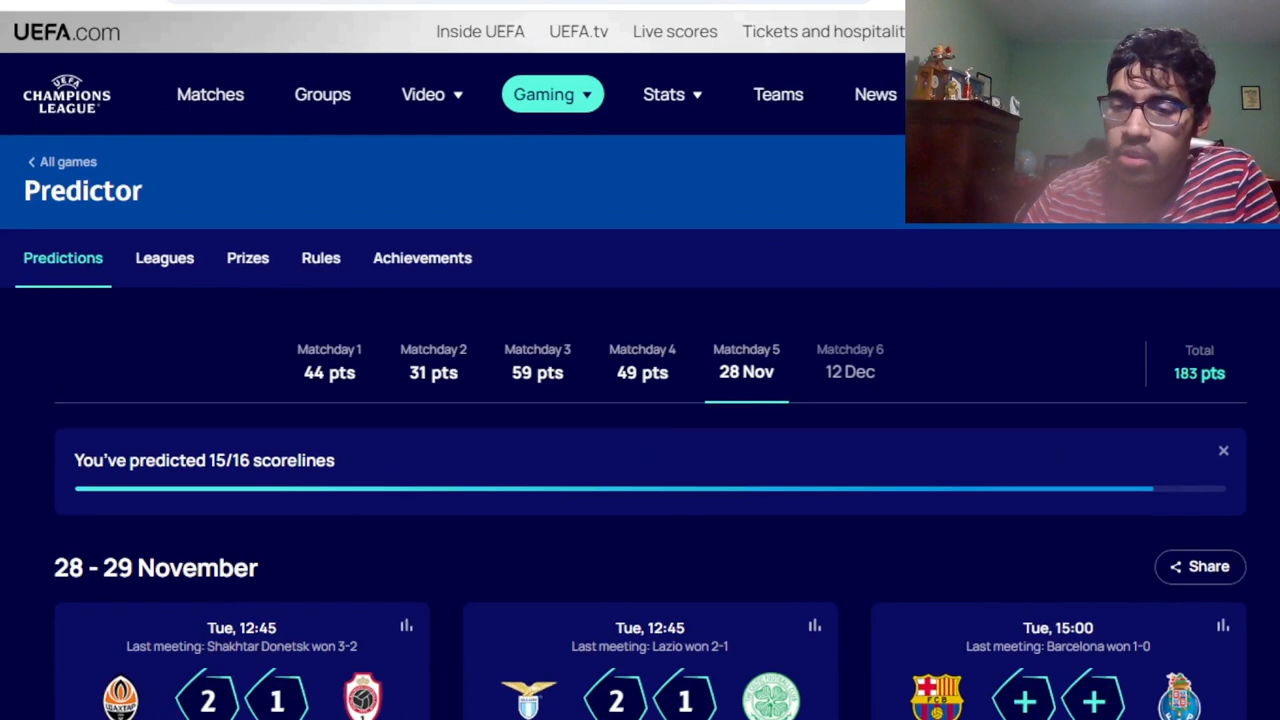 UEFA.com
Inside UEFA UEFA.tv Live scores Tickets and hospitalit
UEFA
CHAMPIONS
LEAGUE
Matches Groups Video Gaming Stats Teams News
All games
Predictor
Predictions Leagues Prizes Rules Achievements
Matchday 1 Matchday 2 Matchday 3 Matchday 4 Matchday 5 Matchday 6 Total
44 pts 31 pts 59 pts 49 pts 28 Nov 12 Dec 183 pts
You've predicted 15/16 scorelines
28 - 29 November
Share
Tue, 12:45 Tue, 12:45 Tue, 15:00
Last meeting: Shakhtar Donetsk won 3-2 Last meeting: Lazio won 2-1 Last meeting: Barcelona won 1-0
2 1 2 1 + +